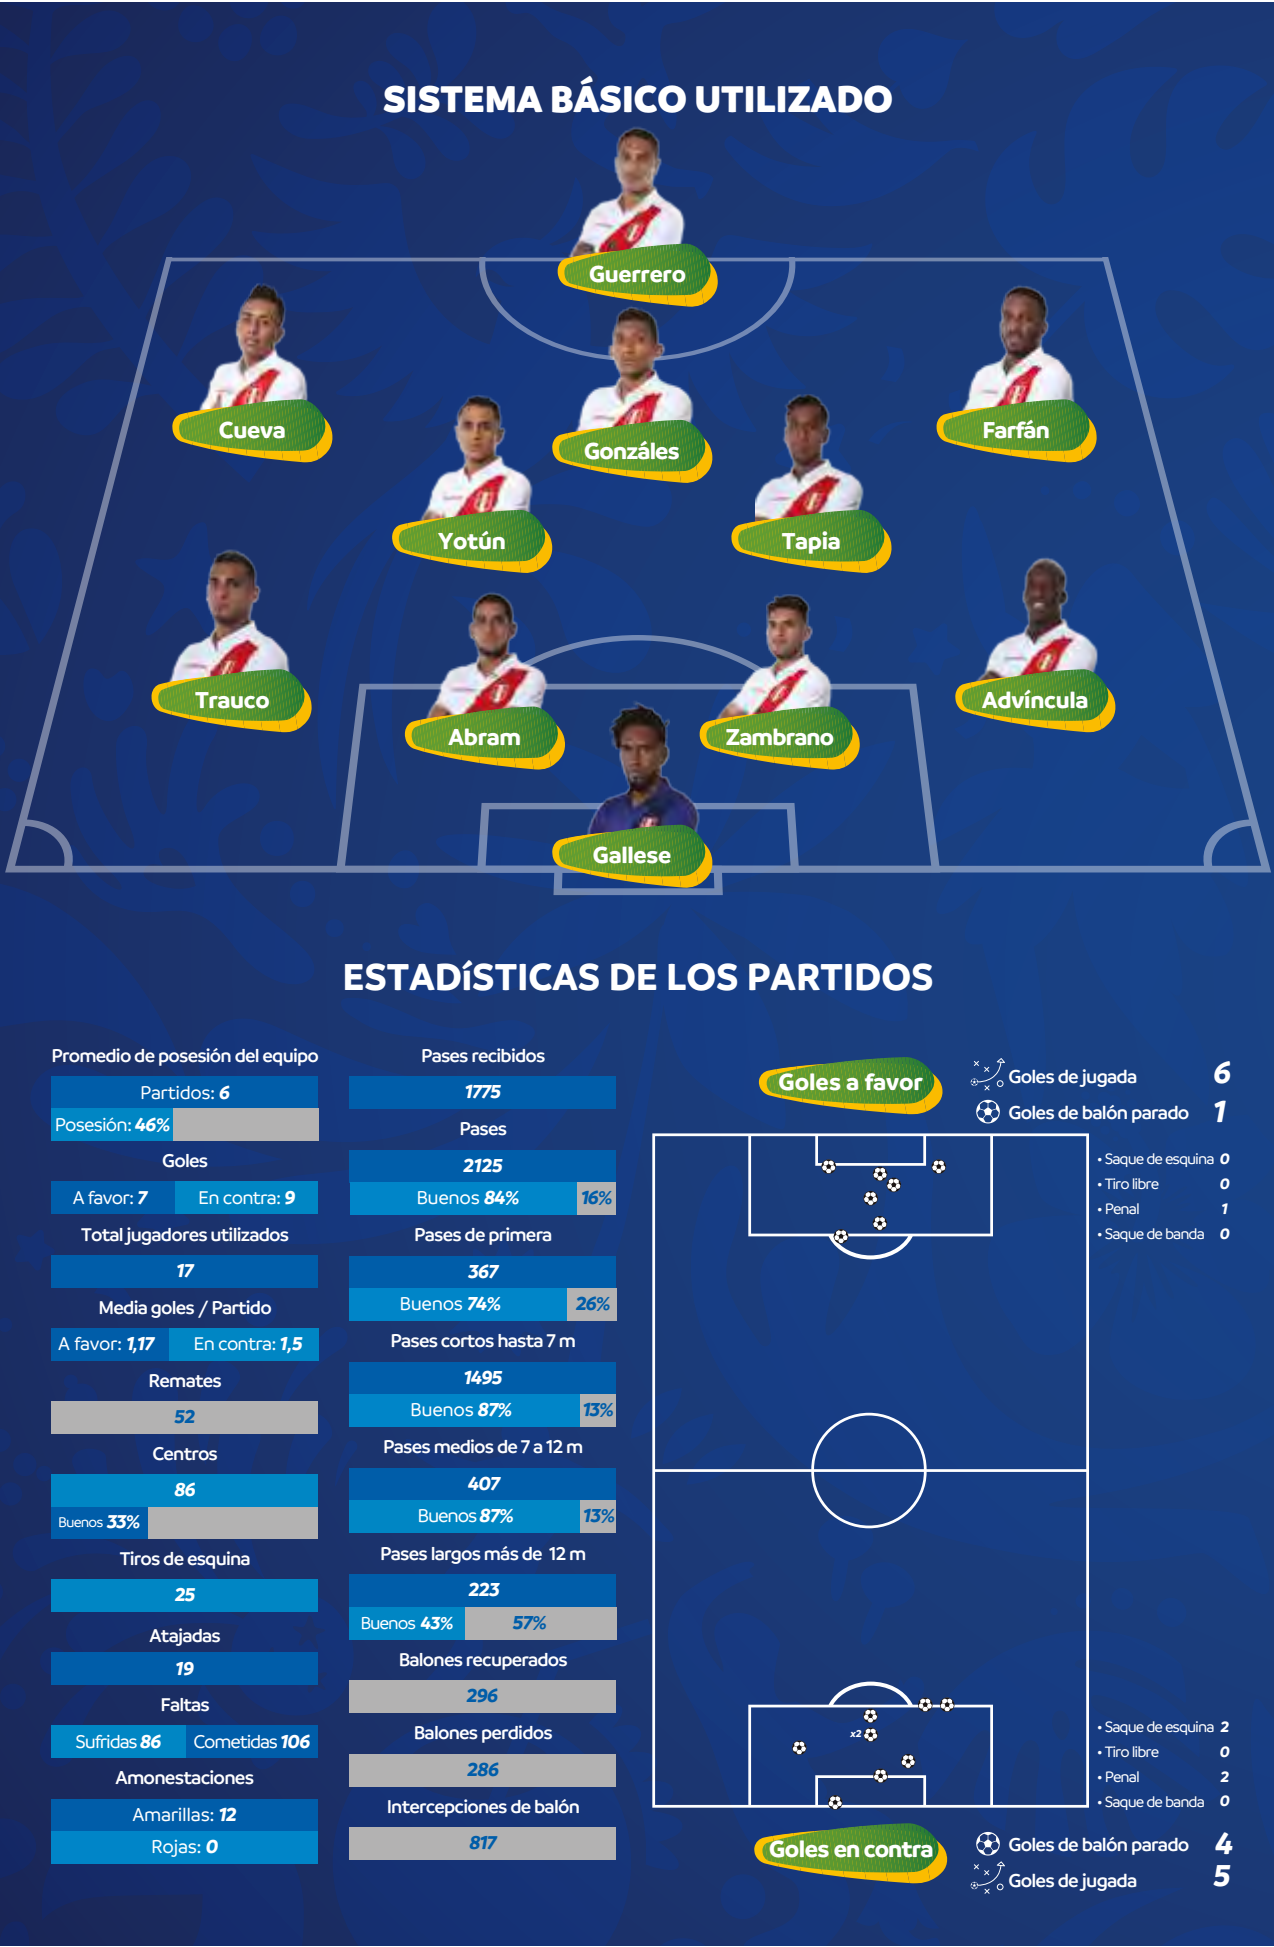 SISTEMA BÁSICO UTILIZADO
Guerrero
Cueva
Gonzáles
Farfán
Yotún
Tapia
Trauco
Abram
Zambrano
Advíncula
Gallese
ESTADíSTICAS DE LOS PARTIDOS
Promedio de posesión del equipo
Partidos: 6
Posesión: 46%
Goles
A favor: 7 En contra: 9
Total jugadores utilizados
17
Media goles / Partido
A favor: 1,17 En contra: 1,5
Remates
52
Centros
86
Buenos 33%
Tiros de esquina
25
Atajadas
19
Faltas
Sufridas 86 Cometidas 106
Amonestaciones
Amarillas: 12
Rojas: 0
Pases recibidos
1775
Pases
2125
Buenos 84% 16%
Pases de primera
367
Buenos 74% 26%
Pases cortos hasta 7 m
1495
Buenos 87% 13%
Pases medios de 7 a 12 m
407
Buenos 87% 13%
Pases largos más de 12 m
223
Buenos 43% 57%
Balones recuperados
296
Balones perdidos
286
Intercepciones de balón
817
Goles a favor
Goles de jugada 6
Goles de balón parado 1
• Saque de esquina 0
• Tiro libre 0
• Penal 1
• Saque de banda 0
x2
• Saque de esquina 2
• Tiro libre 0
• Penal 2
• Saque de banda 0
Goles en contra
Goles de balón parado 4
Goles de jugada 5